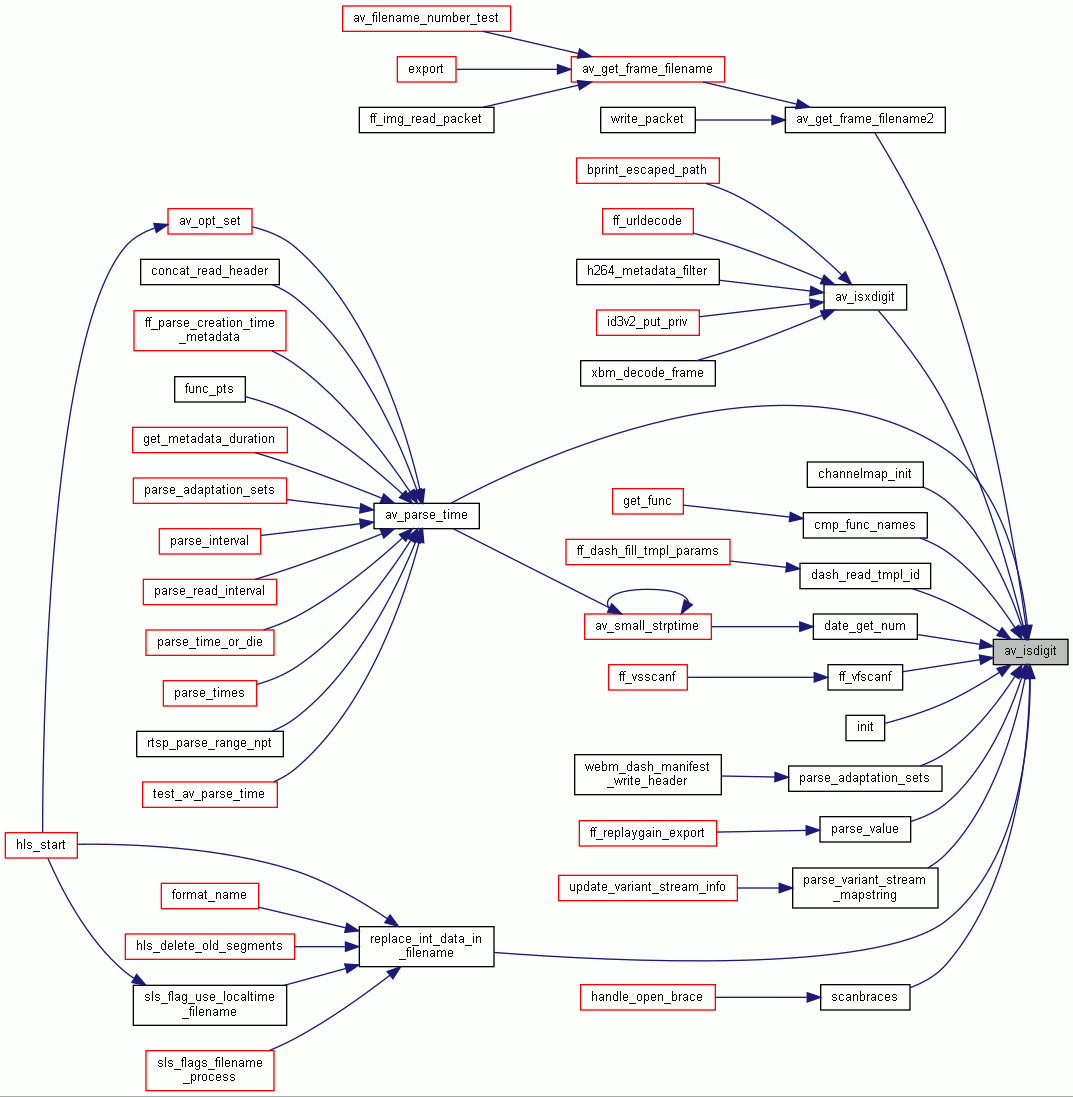 av_filename_number_test
export
av_get_frame_filename
ff_img_read_packet
write_packet
av_get_frame_filename2
bprint_escaped_path
ff_urldecode
h264_metadata_filter
av_isxdigit
id3v2_put_priv
xbm_decode_frame
av_opt_set
concat_read_header
ff_parse_creation_time
_metadata
func_pts
get_metadata_duration
parse_adaptation_sets
av_parse_time
parse_interval
parse_read_interval
parse_time_or_die
parse_times
rtsp_parse_range_npt
test_av_parse_time
channelmap_init
get_func
cmp_func_names
ff_dash_fill_tmpl_params
dash_read_tmpl_id
av_small_strptime
date_get_num
av_isdigit
ff_vsscanf
ff_vfscanf
init
webm_dash_manifest
_write_header
parse_adaptation_sets
ff_replaygain_export
parse_value
update_variant_stream_info
parse_variant_stream
_mapstring
hls_start
format_name
hls_delete_old_segments
replace_int_data_in
_filename
sls_flag_use_localtime
_filename
sls_flags_filename
_process
handle_open_brace
scanbraces